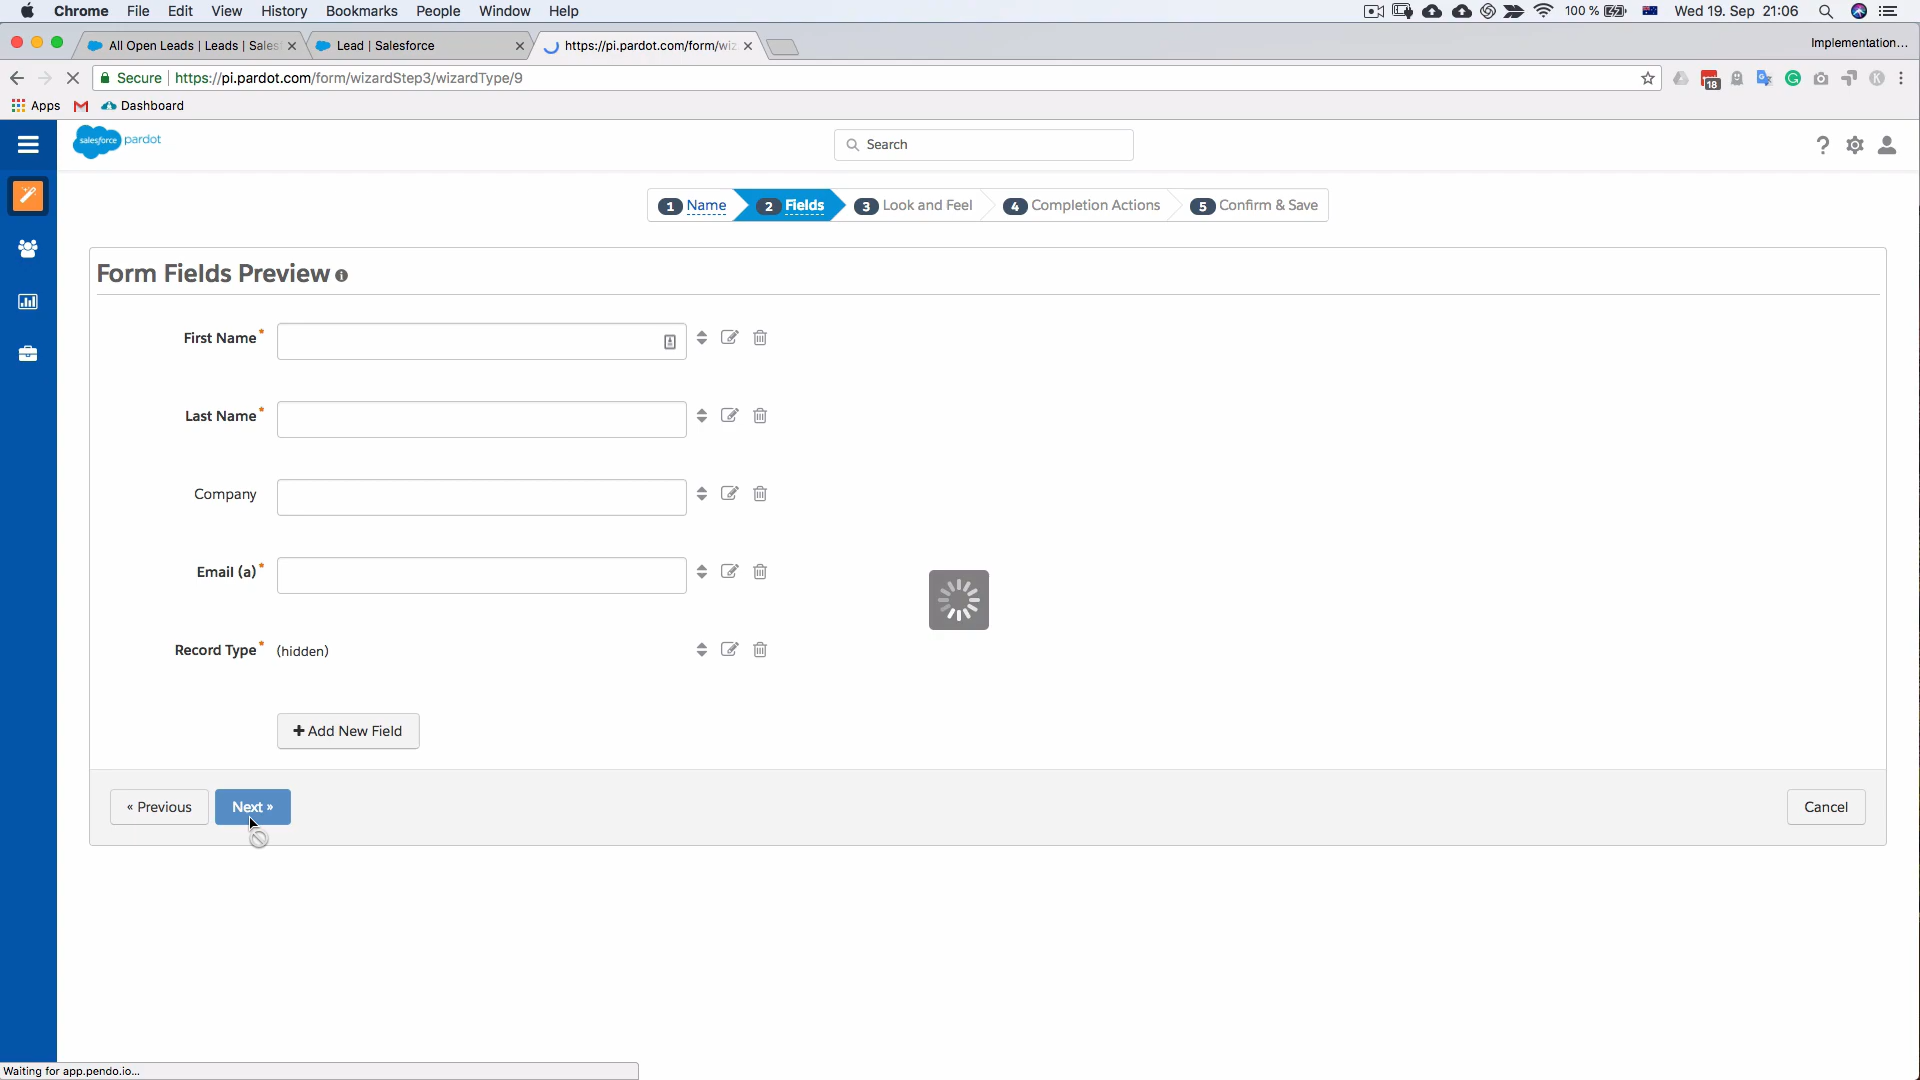 Chrome File Edit View History Bookmarks People Window Help 100 % Wed 19. Sep 21:06
All Open Leads | Leads | Sales Lead | Salesforce https://pi.pardot.com/form/wiz Implementation...
Secure https://pi.pardot.com/form/wizardStep3/wizardType/9 18 K
Apps Dashboard
salesforce pardot Search ?
1 Name 2 Fields 3 Look and Feel 4 Completion Actions 5 Confirm & Save
Form Fields Preview
First Name*
Last Name*
Company
Email (a)*
Record Type* (hidden)
+ Add New Field
« Previous Next » Cancel
Waiting for app.pendo.io...